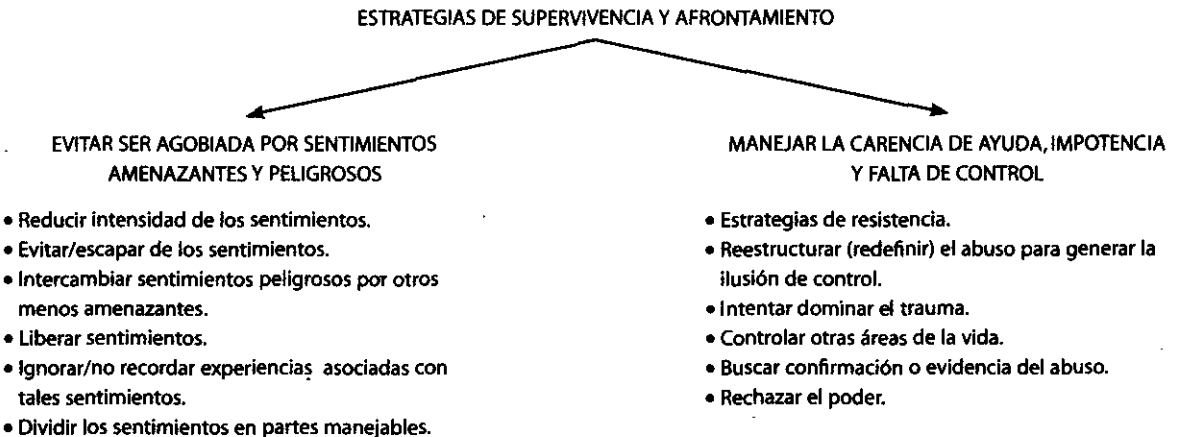 ESTRATEGIAS DE SUPERVIVENCIA Y AFRONTAMIENTO
EVITAR SER AGOBIADA POR SENTIMIENTOS
AMENAZANTES Y PELIGROSOS
• Reducir intensidad de los sentimientos.
• Evitar/escapar de los sentimientos.
• Intercambiar sentimientos peligrosos por otros
menos amenazantes.
• Liberar sentimientos.
• Ignorar/no recordar experiencias asociadas con
tales sentimientos.
• Dividir los sentimientos en partes manejables.
MANEJAR LA CARENCIA DE AYUDA, IMPOTENCIA
Y FALTA DE CONTROL
• Estrategias de resistencia.
• Reestructurar (redefinir) el abuso para generar la
ilusión de control.
• Intentar dominar el trauma.
• Controlar otras áreas de la vida.
• Buscar confirmación o evidencia del abuso.
• Rechazar el poder.